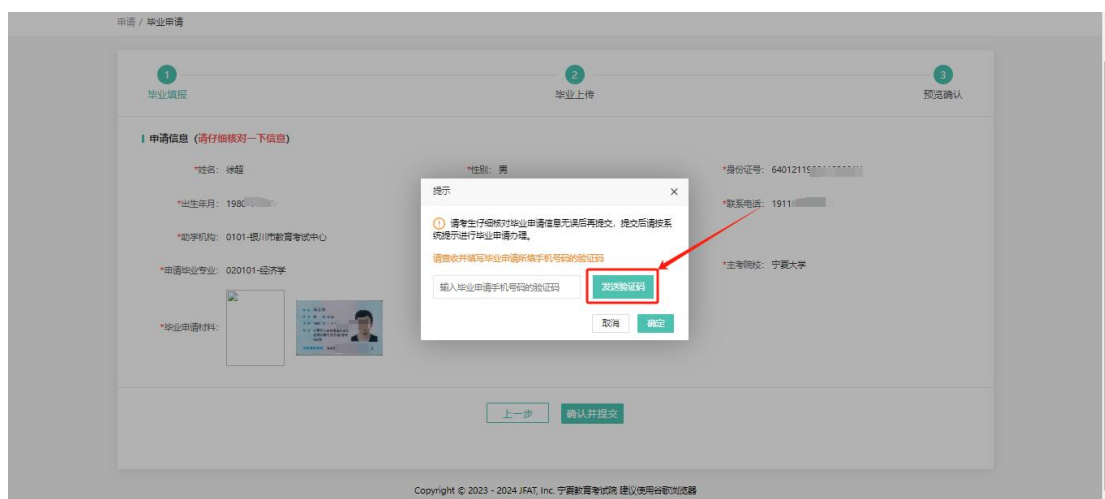 申请 / 毕业申请
1
毕业填报
2
毕业上传
3
预览确认
申请信息（请仔细核对一下信息）
*姓名： 徐超
*性别： 男
*身份证号： 64012119
*出生年月： 198
*联系电话： 1911
*助学机构： 0101-银川市教育考试中心
*申请毕业专业： 020101-经济学
*主考院校： 宁夏大学
*毕业申请材料：
提示
×
请考生仔细核对毕业申请信息无误后再提交，提交后请按系
统提示进行毕业申请办理。
请查收并填写毕业申请所填手机号码的验证码
输入毕业申请手机号码的验证码
发送验证码
取消
确定
上一步
确认并提交
Copyright © 2023 - 2024 JFAT, Inc. 宁夏教育考试院 建议使用谷歌浏览器